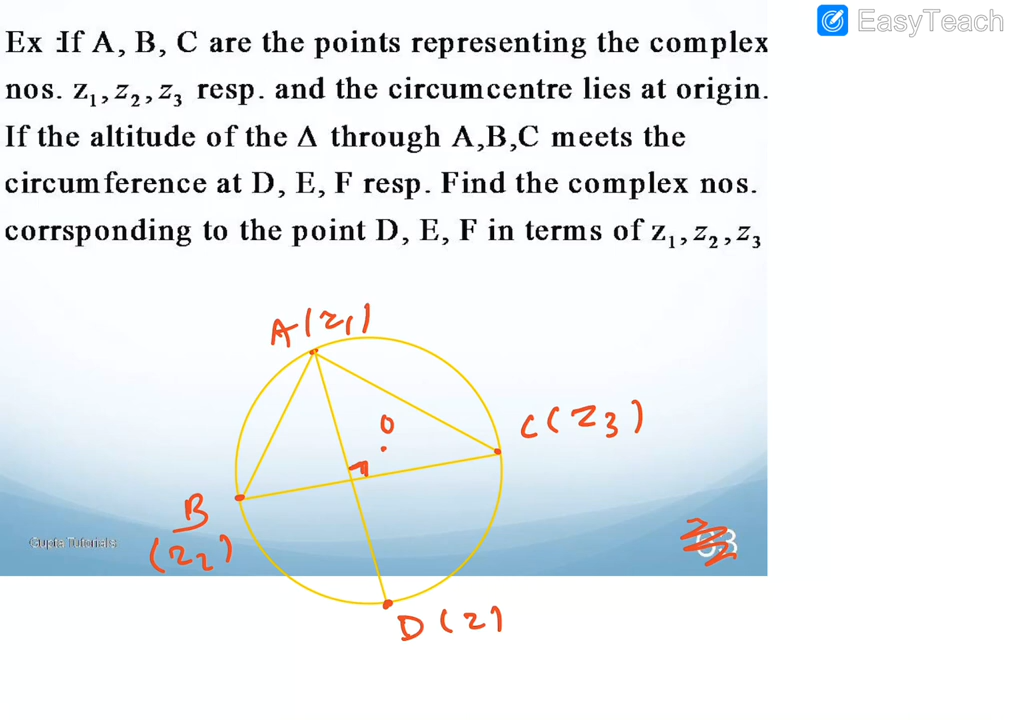 EasyTeach
Ex :If A, B, C are the points representing the complex
nos. z₁, z₂, z₃ resp. and the circumcentre lies at origin.
If the altitude of the Δ through A,B,C meets the
circumference at D, E, F resp. Find the complex nos.
corrsponding to the point D, E, F in terms of z₁, z₂, z₃
A(z₁)
O
C(z₃)
B
(z₂)
Gupta Tutorials
D(z)